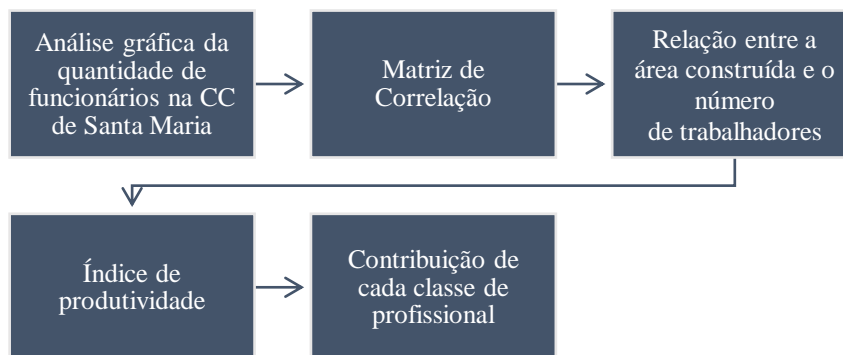 Análise gráfica da
quantidade de
funcionários na CC
de Santa Maria
Matriz de
Correlação
Relação entre a
área construída e o
número
de trabalhadores
Índice de
produtividade
Contribuição de
cada classe de
profissional